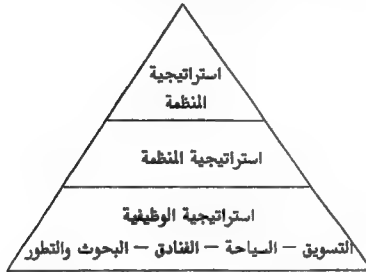 استراتيجية
المنظمة
استراتيجية المنظمة
استراتيجية الوظيفية
التسويق – السياحة – الفنادق – البحوث والتطور